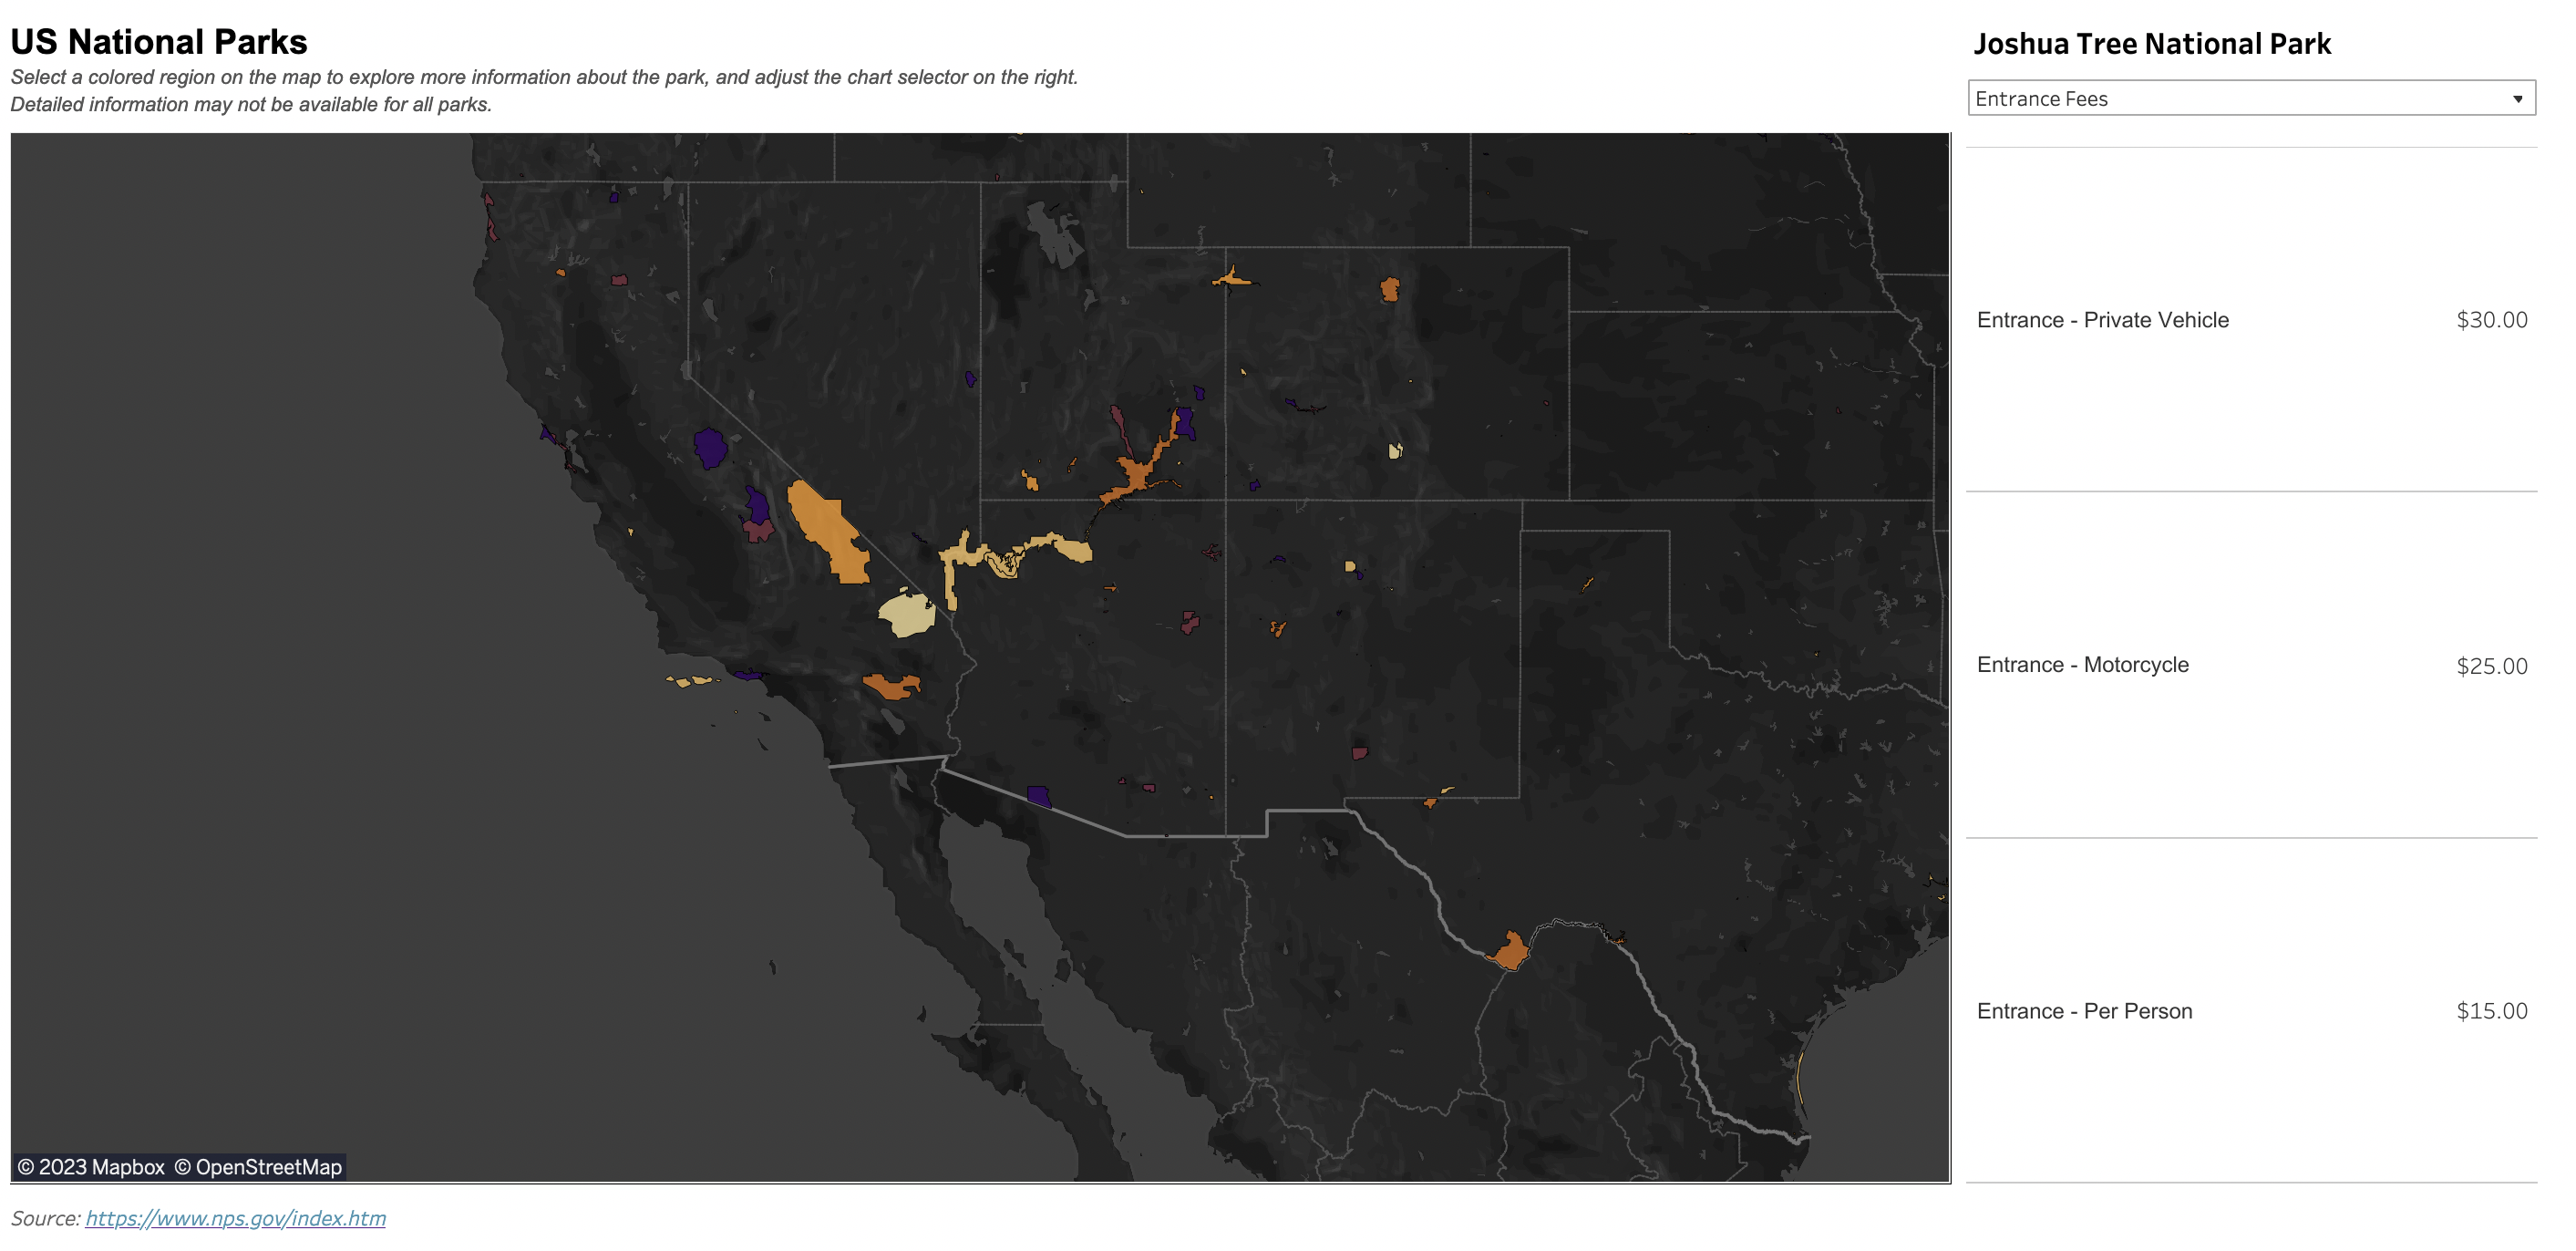 US National Parks
Select a colored region on the map to explore more information about the park, and adjust the chart selector on the right.
Detailed information may not be available for all parks.
© 2023 Mapbox © OpenStreetMap
Source: https://www.nps.gov/index.htm
Joshua Tree National Park
Entrance Fees
Entrance - Private Vehicle $30.00
Entrance - Motorcycle $25.00
Entrance - Per Person $15.00